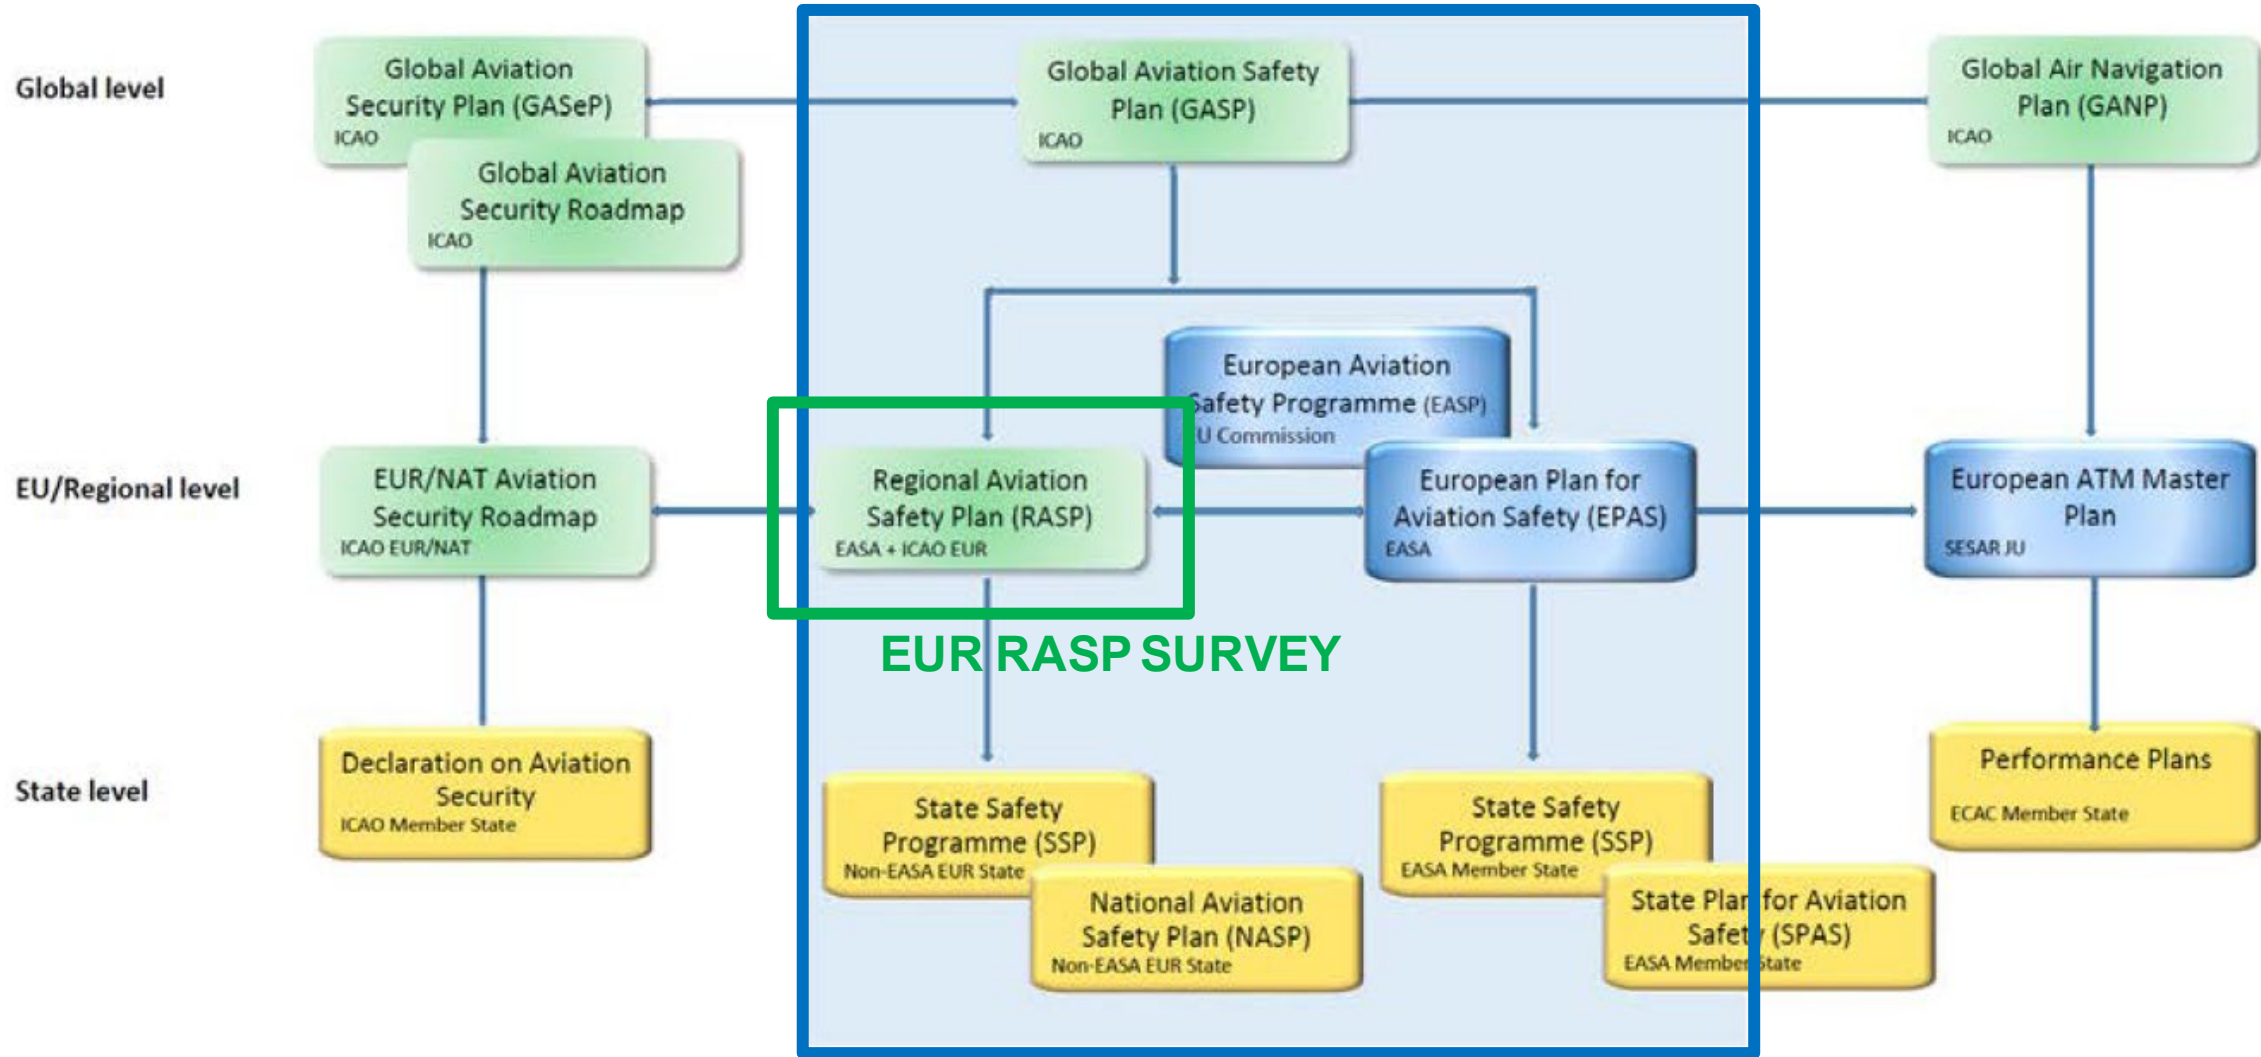 Global level
Global Aviation
Security Plan (GASeP)
ICAO
Global Aviation
Security Roadmap
ICAO
Global Aviation Safety
Plan (GASP)
ICAO
Global Air Navigation
Plan (GANP)
ICAO
EU/Regional level
EUR/NAT Aviation
Security Roadmap
ICAO EUR/NAT
Regional Aviation
Safety Plan (RASP)
EASA + ICAO EUR
European Aviation
Safety Programme (EASP)
EU Commission
European Plan for
Aviation Safety (EPAS)
EASA
European ATM Master
Plan
SESAR JU
EUR RASP SURVEY
State level
Declaration on Aviation
Security
ICAO Member State
State Safety
Programme (SSP)
Non-EASA EUR State
National Aviation
Safety Plan (NASP)
Non-EASA EUR State
State Safety
Programme (SSP)
EASA Member State
State Plan for Aviation
Safety (SPAS)
EASA Member State
Performance Plans
ECAC Member State